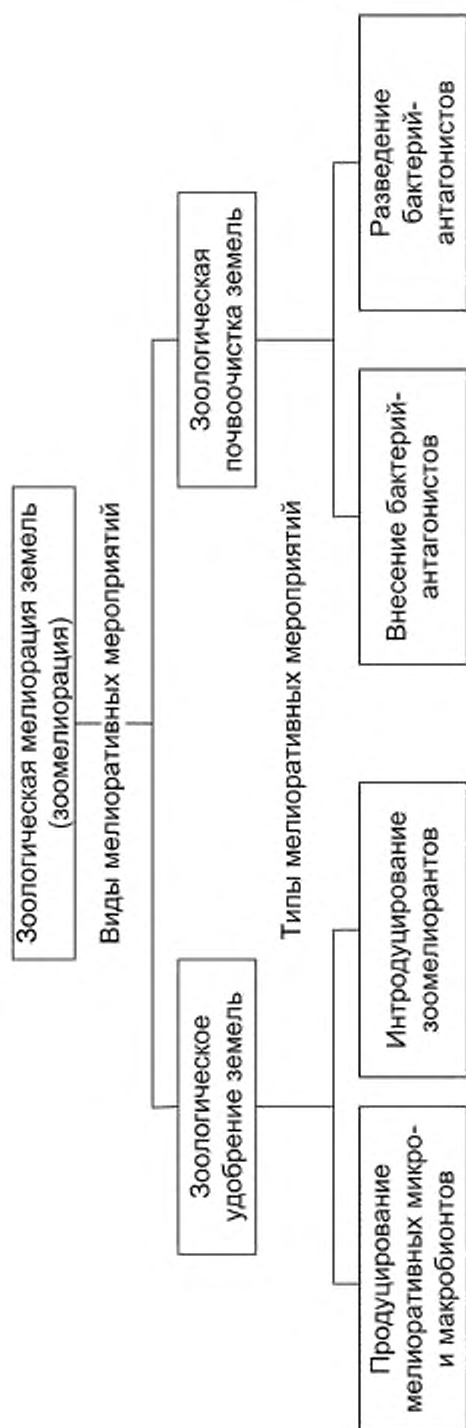 Зоологическая мелиорация земель
(зоомелиорация)
Виды мелиоративных мероприятий
Зоологическое
удобрение земель
Зоологическая
почвоочистка земель
Типы мелиоративных мероприятий
Продуцирование
мелиоративных микро-
и макробионтов
Интродуцирование
зоомелиорантов
Внесение бактерий-
антагонистов
Разведение
бактерий-
антагонистов